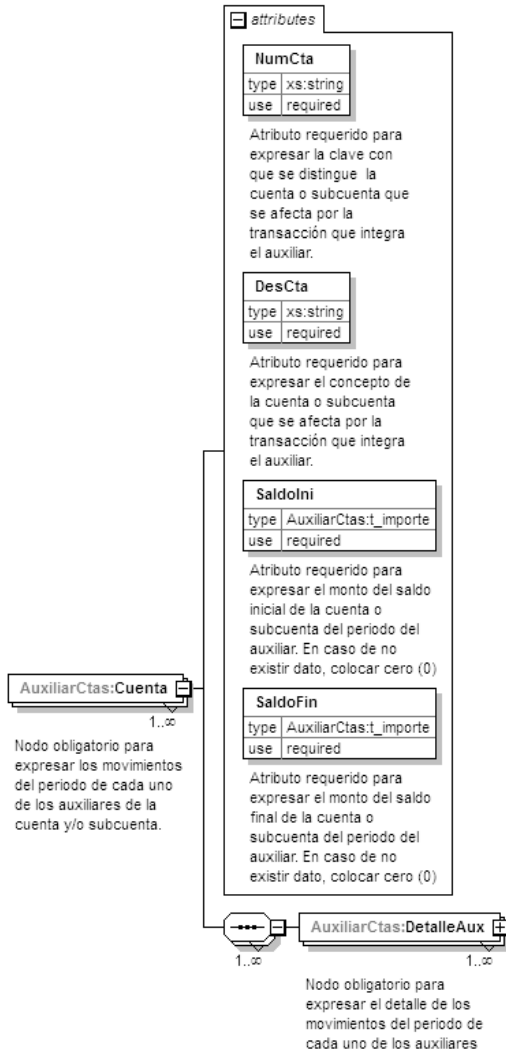 attributes
NumCta
type xs:string
use required
Atributo requerido para
expresar la clave con
que se distingue la
cuenta o subcuenta que
se afecta por la
transacción que integra
el auxiliar.
DesCta
type xs:string
use required
Atributo requerido para
expresar el concepto de
la cuenta o subcuenta
que se afecta por la
transacción que integra
el auxiliar.
SaldoIni
type AuxiliarCtas:t_importe
use required
Atributo requerido para
expresar el monto del saldo
inicial de la cuenta o
subcuenta del periodo del
auxiliar. En caso de no
existir dato, colocar cero (0)
AuxiliarCtas:Cuenta
1..∞
Nodo obligatorio para
expresar los movimientos
del periodo de cada uno
de los auxiliares de la
cuenta y/o subcuenta.
SaldoFin
type AuxiliarCtas:t_importe
use required
Atributo requerido para
expresar el monto del saldo
final de la cuenta o
subcuenta del periodo del
auxiliar. En caso de no
existir dato, colocar cero (0)
1..∞
AuxiliarCtas:DetalleAux
1..∞
Nodo obligatorio para
expresar el detalle de los
movimientos del periodo de
cada uno de los auxiliares